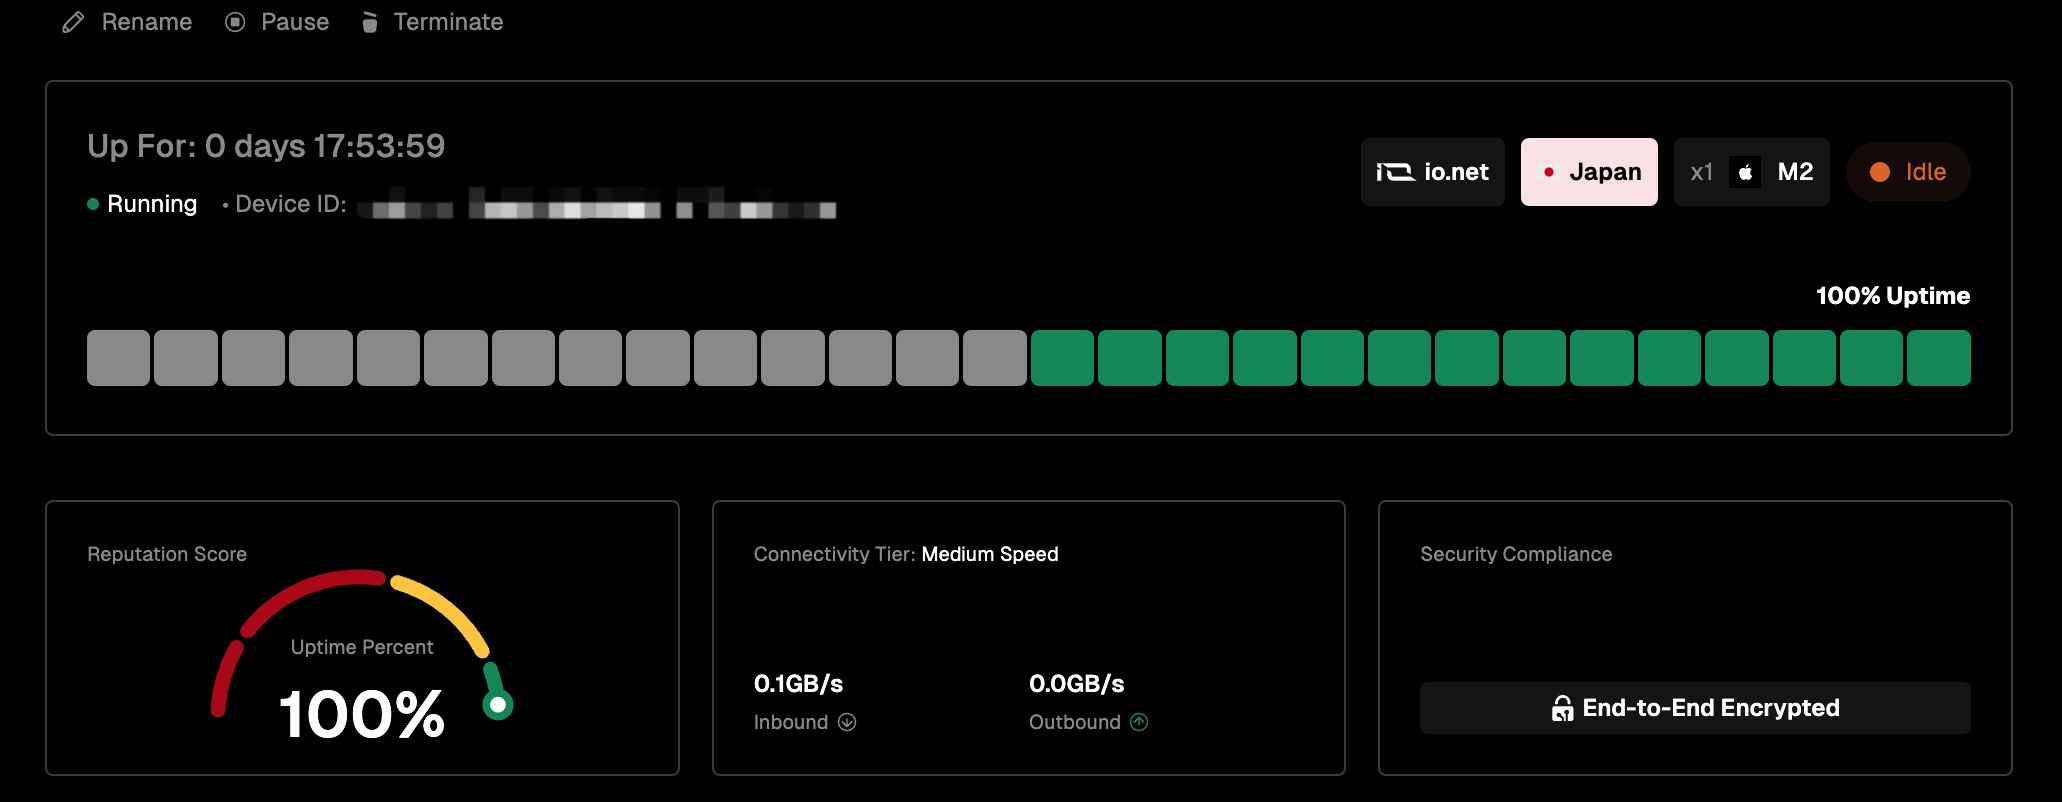 Rename Pause Terminate
Up For: 0 days 17:53:59
Running • Device ID:
io.net Japan x1 M2 Idle
100% Uptime
Reputation Score
Uptime Percent
100%
Connectivity Tier: Medium Speed
0.1GB/s 0.0GB/s
Inbound Outbound
Security Compliance
End-to-End Encrypted